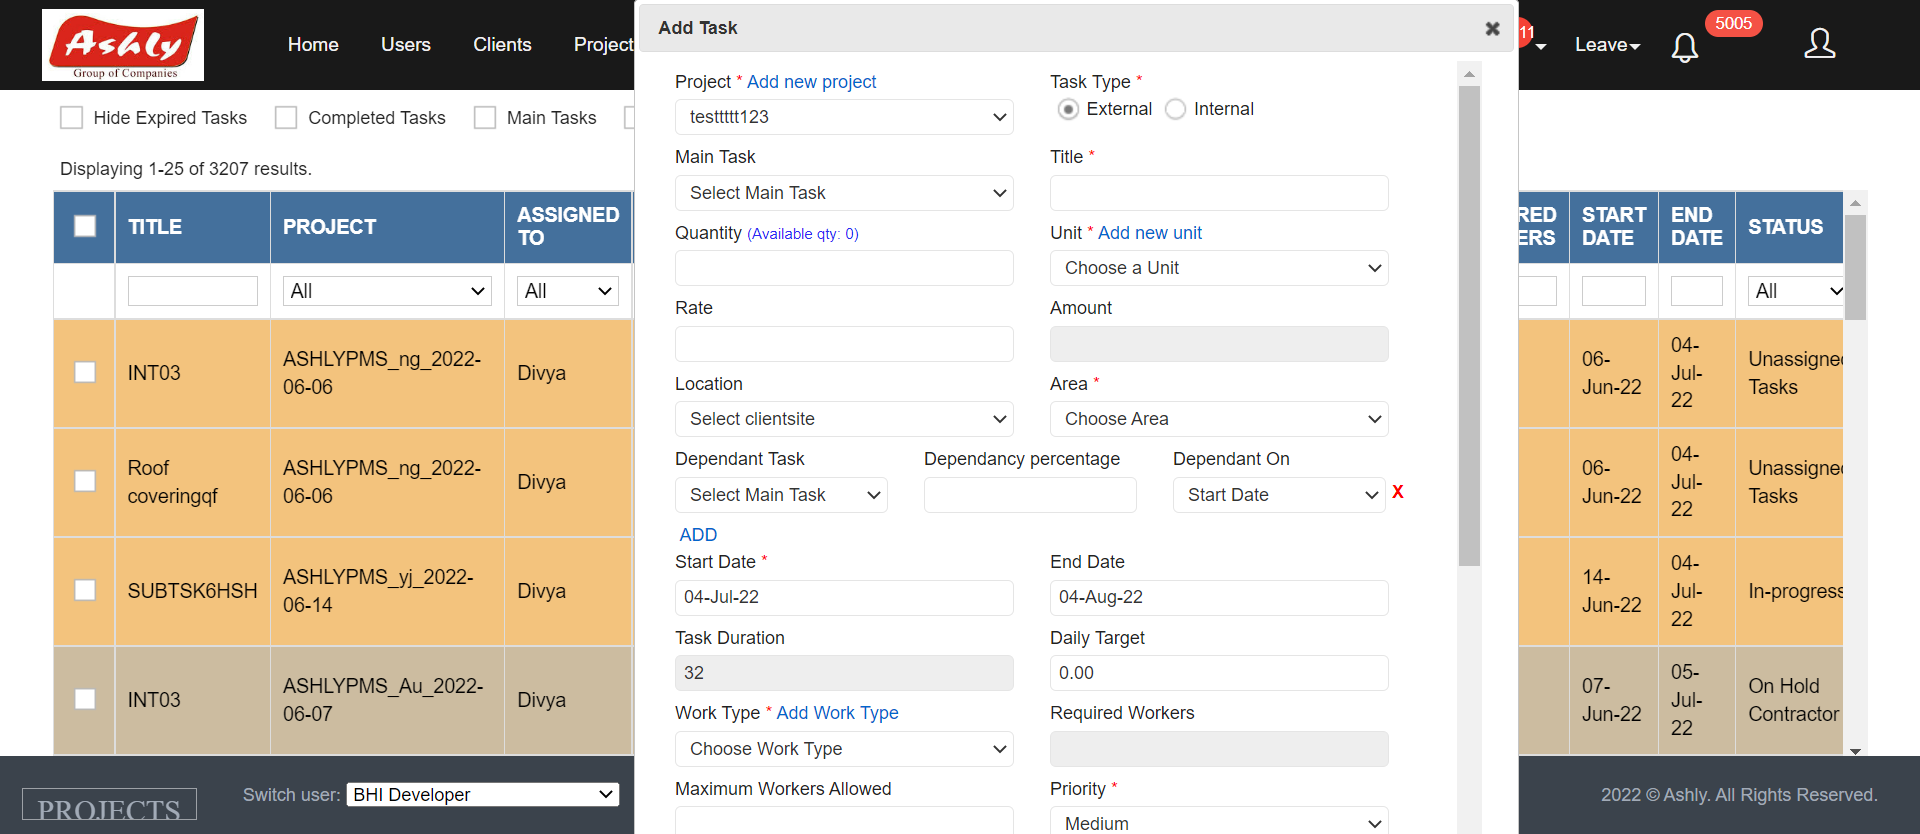 Ashly
Group of Companies
Home Users Clients Project
11
Leave
5005
Hide Expired Tasks Completed Tasks Main Tasks
Displaying 1-25 of 3207 results.
TITLE PROJECT ASSIGNED TO
RED
ERS
START DATE END DATE STATUS
All All All
INT03 ASHLYPMS_ng_2022-06-06 Divya 06-Jun-22 04-Jul-22 Unassigned Tasks
Roof coveringqf ASHLYPMS_ng_2022-06-06 Divya 06-Jun-22 04-Jul-22 Unassigned Tasks
SUBTSK6HSH ASHLYPMS_yj_2022-06-14 Divya 14-Jun-22 04-Jul-22 In-progress
INT03 ASHLYPMS_Au_2022-06-07 Divya 07-Jun-22 05-Jul-22 On Hold Contractor
Add Task
Project * Add new project
testtttt123
Task Type *
External Internal
Main Task
Select Main Task
Title *
Quantity (Available qty: 0)
Unit * Add new unit
Choose a Unit
Rate
Amount
Location
Select clientsite
Area *
Choose Area
Dependant Task
Select Main Task
Dependancy percentage
Dependant On
Start Date
X
ADD
Start Date *
04-Jul-22
End Date
04-Aug-22
Task Duration
32
Daily Target
0.00
Work Type * Add Work Type
Choose Work Type
Required Workers
Maximum Workers Allowed
Priority *
Medium
PROJECTS
Switch user: BHI Developer
2022 © Ashly. All Rights Reserved.